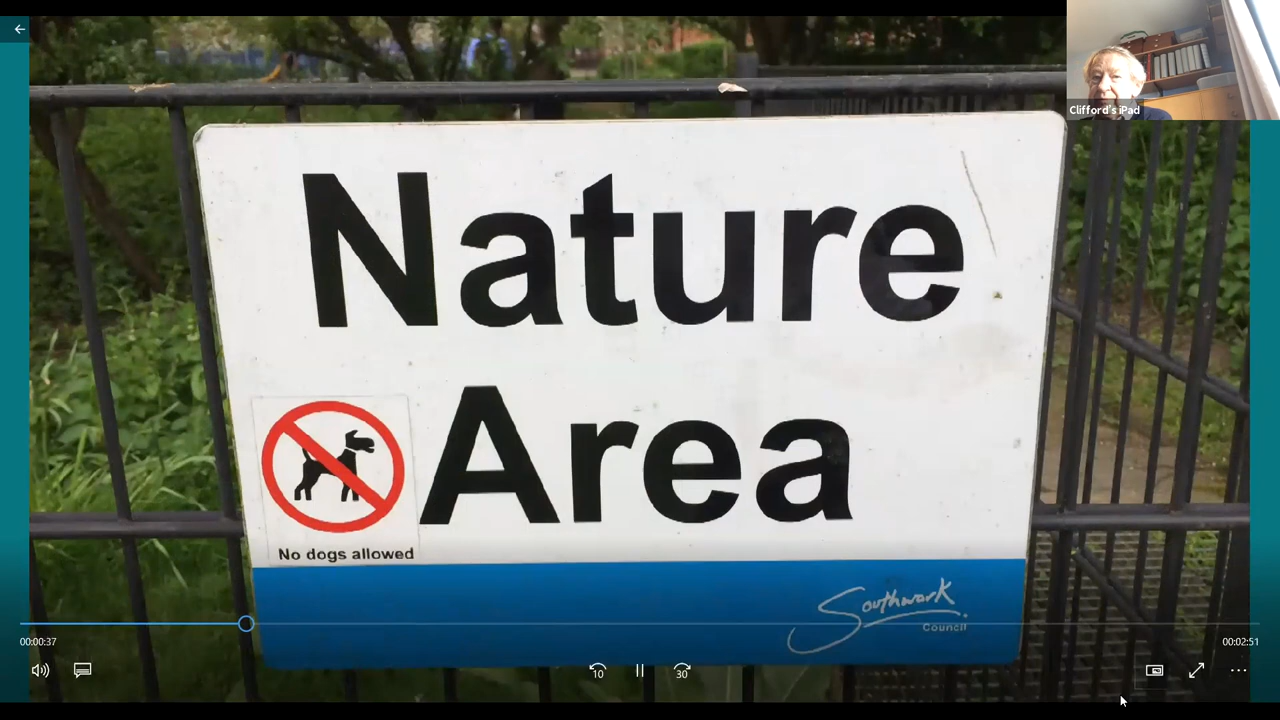 Clifford's iPad
Nature
Area
No dogs allowed
Southwark
Council
00:00:37
00:02:51
10
30